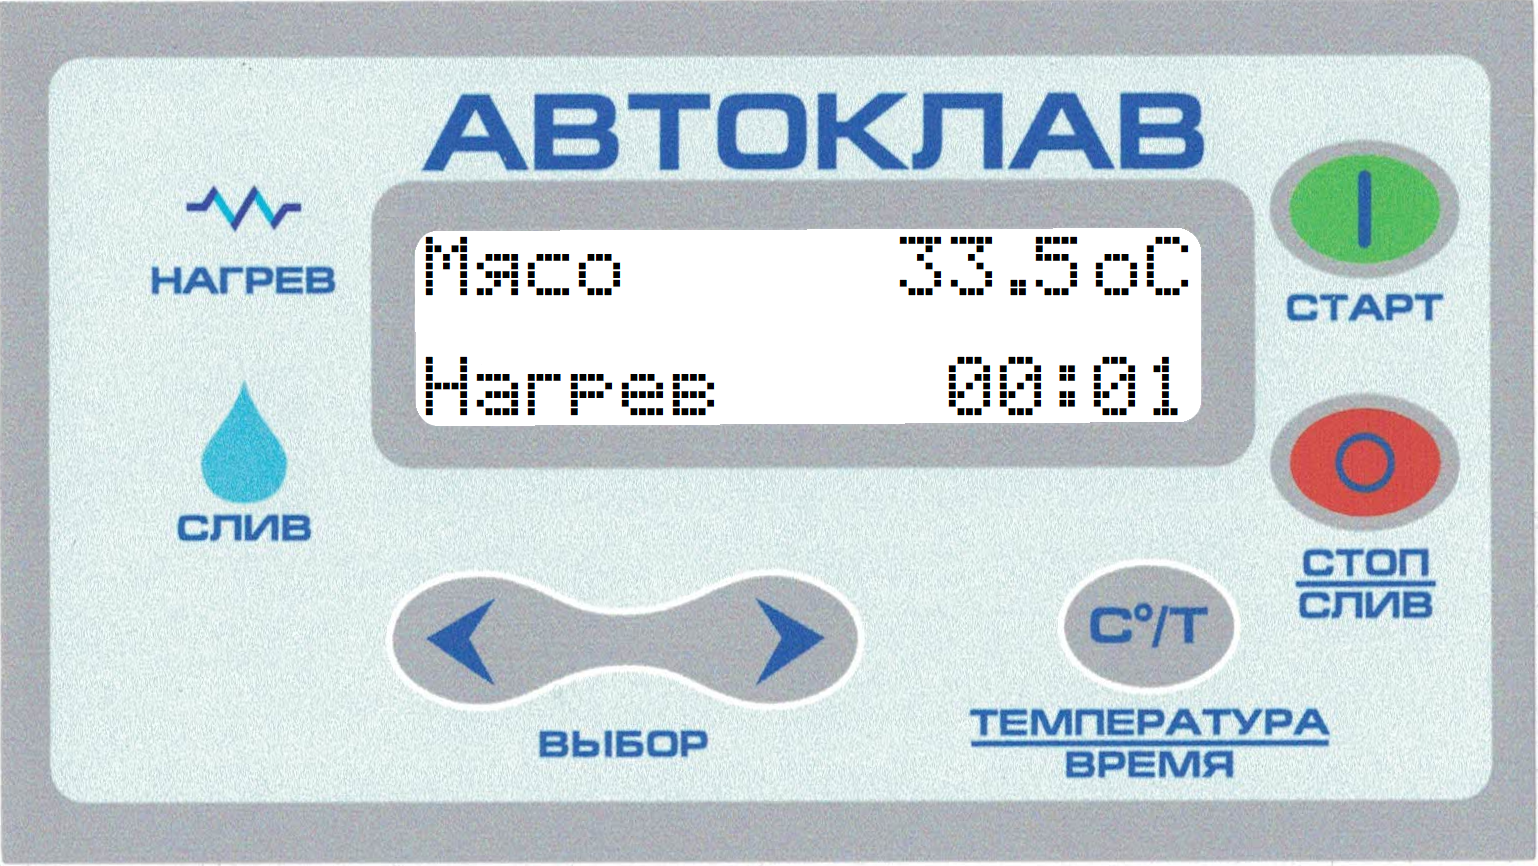 АВТОКЛАВ
НАГРЕВ
СЛИВ
Мясо 33.5oC
Нагрев 00:01
СТАРТ
СТОП
СЛИВ
ВЫБОР
C°/T
ТЕМПЕРАТУРА
ВРЕМЯ